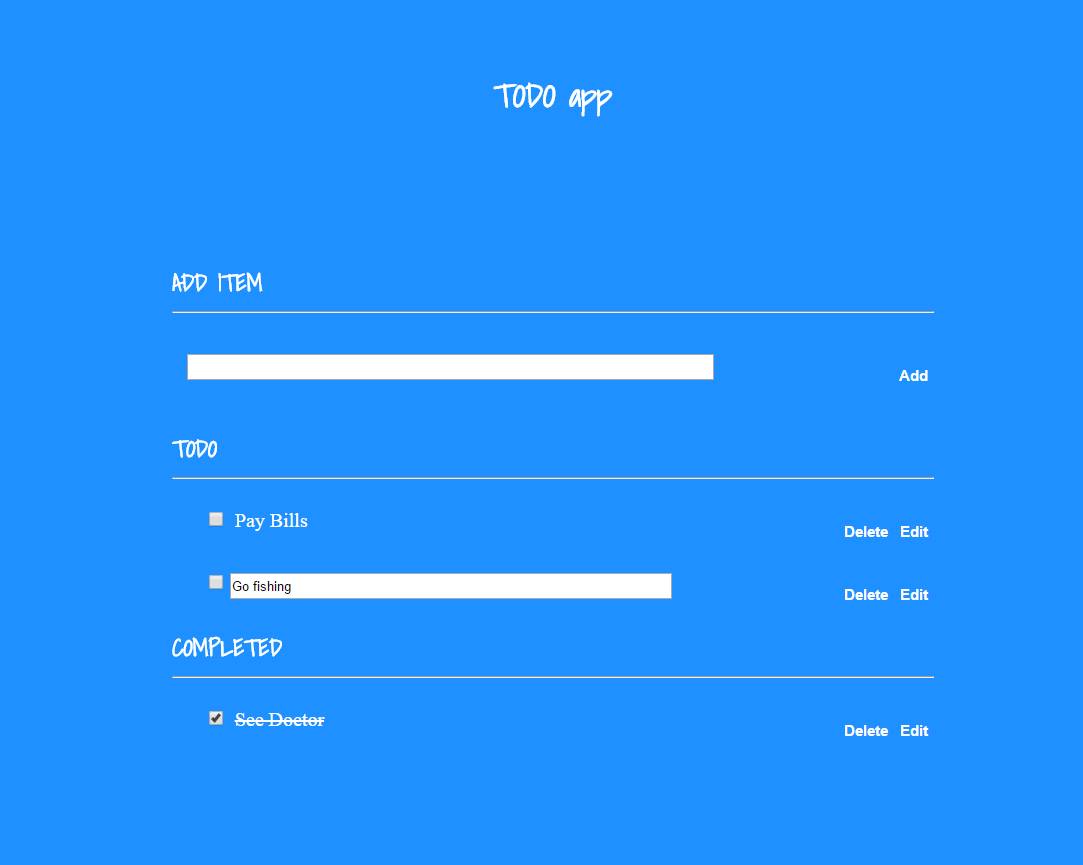 TODO app
ADD ITEM
Add
TODO
Pay Bills Delete Edit
Go fishing Delete Edit
COMPLETED
See Doctor Delete Edit